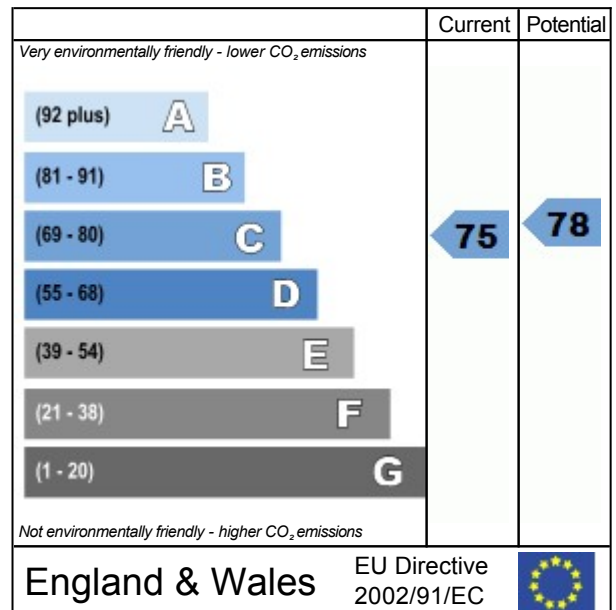 Current Potential
Very environmentally friendly - lower CO₂ emissions
(92 plus) A
(81 - 91) B
(69 - 80) C
75
78
(55 - 68) D
(39 - 54) E
(21 - 38) F
(1 - 20) G
Not environmentally friendly - higher CO₂ emissions
England & Wales
EU Directive
2002/91/EC